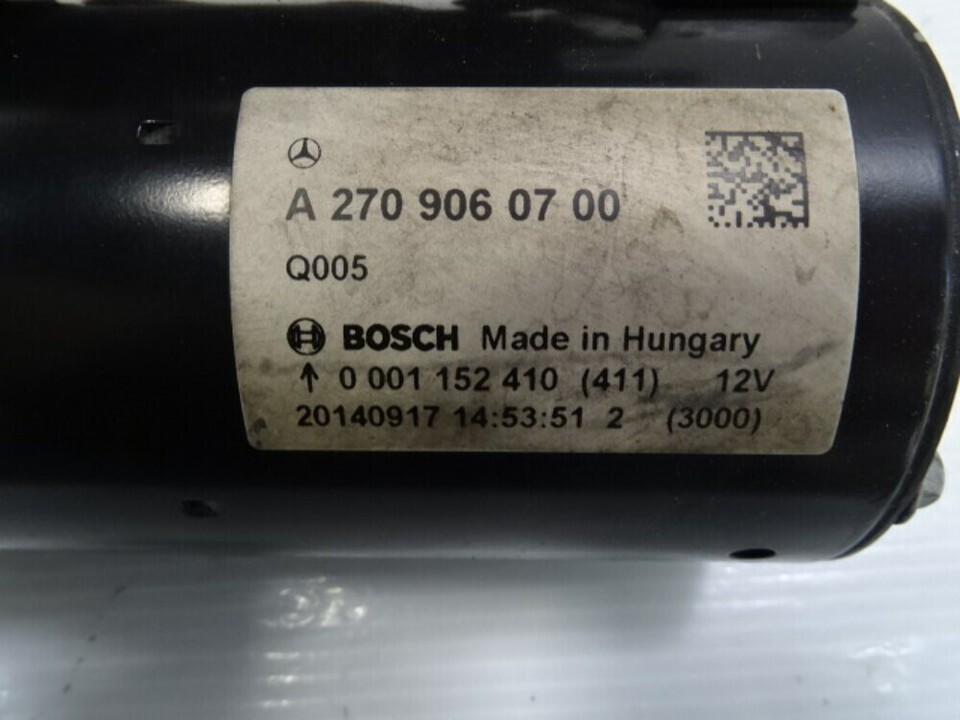 A 270 906 07 00
Q005
BOSCH Made in Hungary
↑ 0 001 152 410 (411) 12V
20140917 14:53:51 2 (3000)